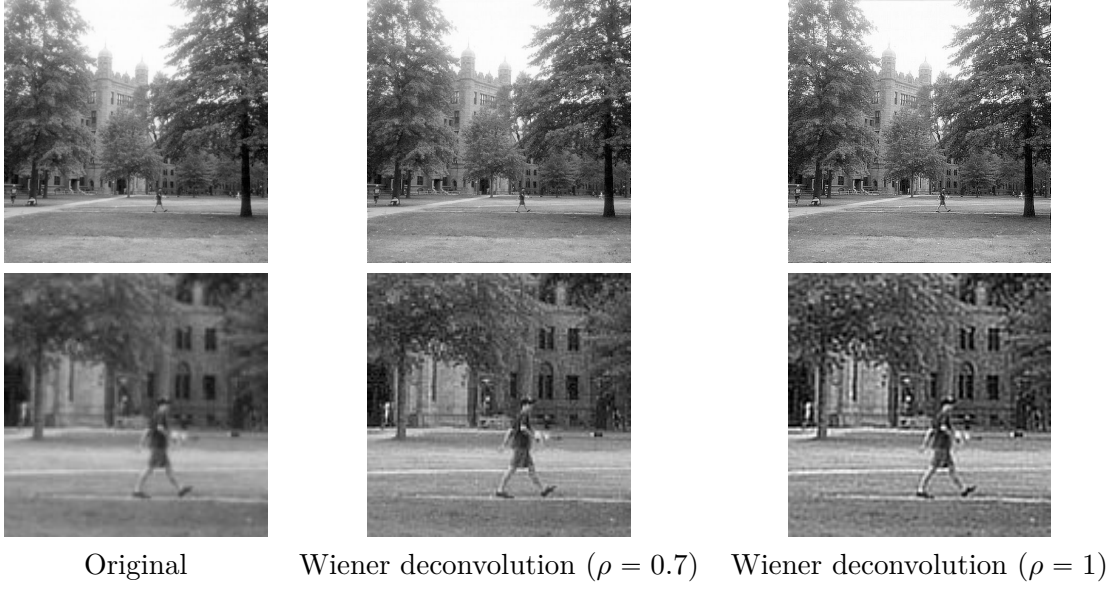 Original
Wiener deconvolution (ρ = 0.7)
Wiener deconvolution (ρ = 1)